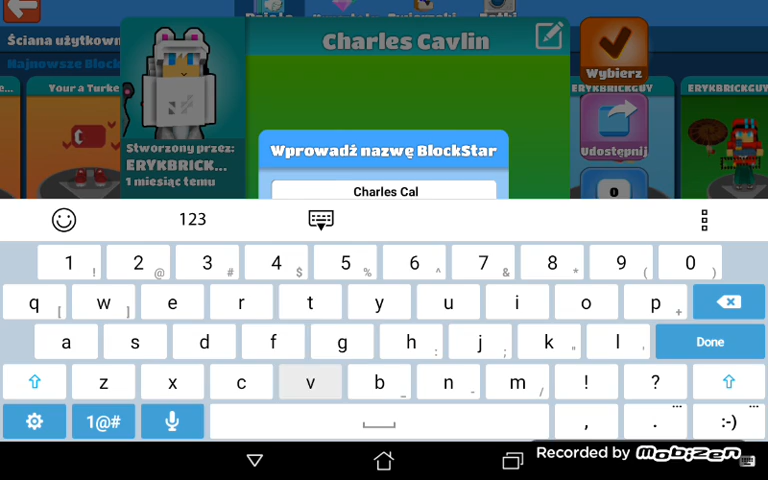 Ściana użytkown
Najnowsze Block
Charles Cavlin
Wybierz
e...
Your a Turke
ERYKBRICKGUY
ERYKBRICKGUY
Stworzony przez:
ERYKBRICK...
1 miesiąc temu
Udostępnij
0
Wprowadź nazwę BlockStar
Charles Cal
123
1 ! 2 @ 3 # 4 $ 5 % 6 ^ 7 & 8 * 9 ( 0 )
q [ w ] e r t y u i o p +
a s d f g h : j ; k " l ' Done
z x c v b _ n - m / ! ?
1@# , . ... :-) ...
Recorded by Mobizen